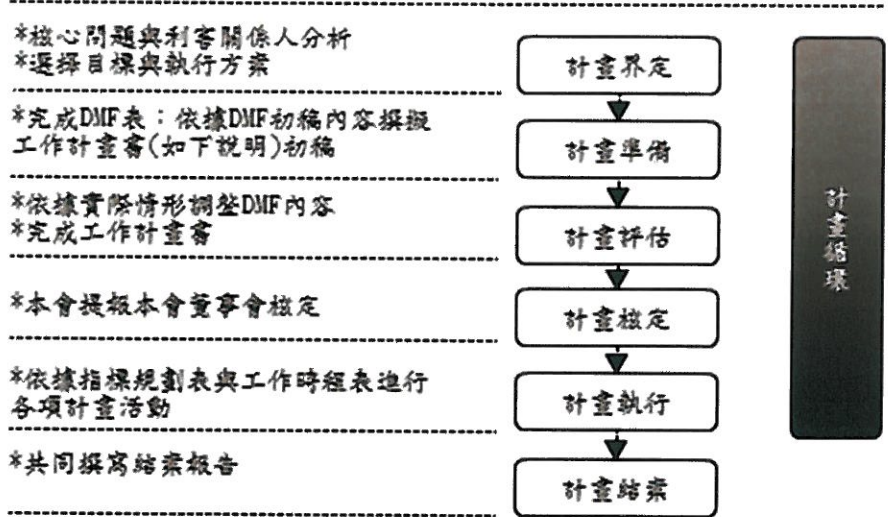 *核心問題與利害關係人分析
*選擇目標與執行方案
計畫界定
*完成DMF表：依據DMF初稿內容撰擬
工作計畫書(如下說明)初稿
計畫準備
*依據實際情形調整DMF內容
*完成工作計畫書
計畫評估
*本會提報本會董事會核定
計畫核定
*依據指標規劃表與工作時程表進行
各項計畫活動
計畫執行
*共同撰寫結案報告
計畫結案
計畫循環